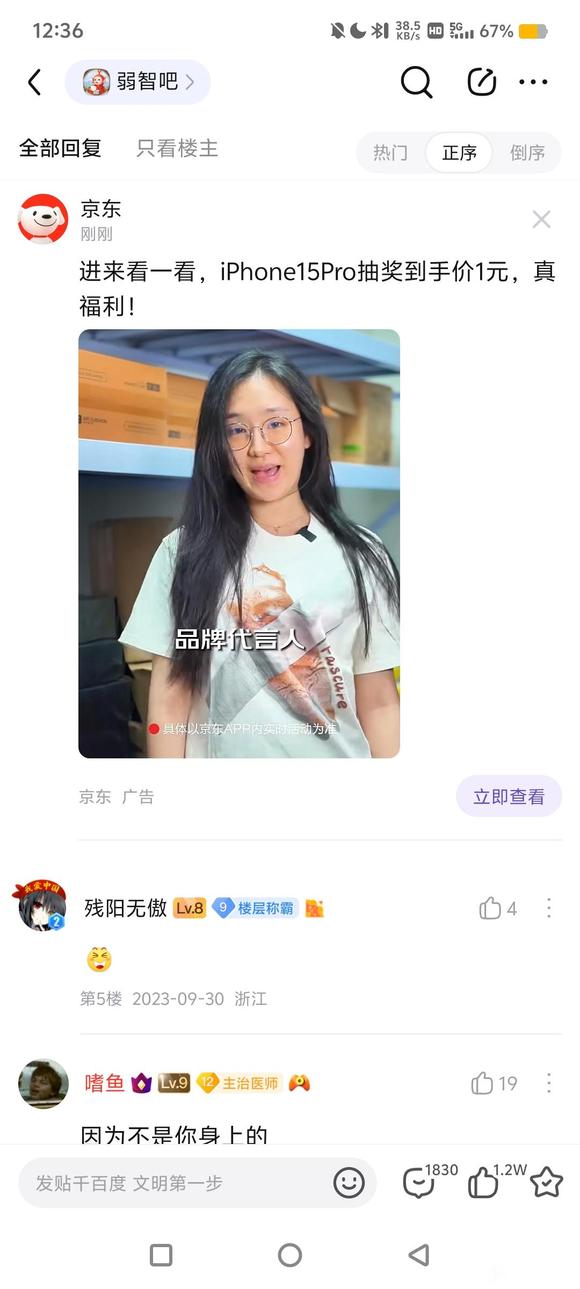 12:36
38.5
KB/s
HD
5G
67%
弱智吧
全部回复
只看楼主
热门
正序
倒序
京东
刚刚
进来看一看，iPhone15Pro抽奖到手价1元，真
福利！
品牌代言人
rascure
具体以京东APP内实时活动为准
京东 广告
立即查看
我爱中国
2
残阳无傲 Lv.8 9 楼层称霸
4
第5楼 2023-09-30 浙江
嗜鱼 Lv.9 12 主治医师
19
因为不是你身上的
发贴千百度 文明第一步
1830
1.2W